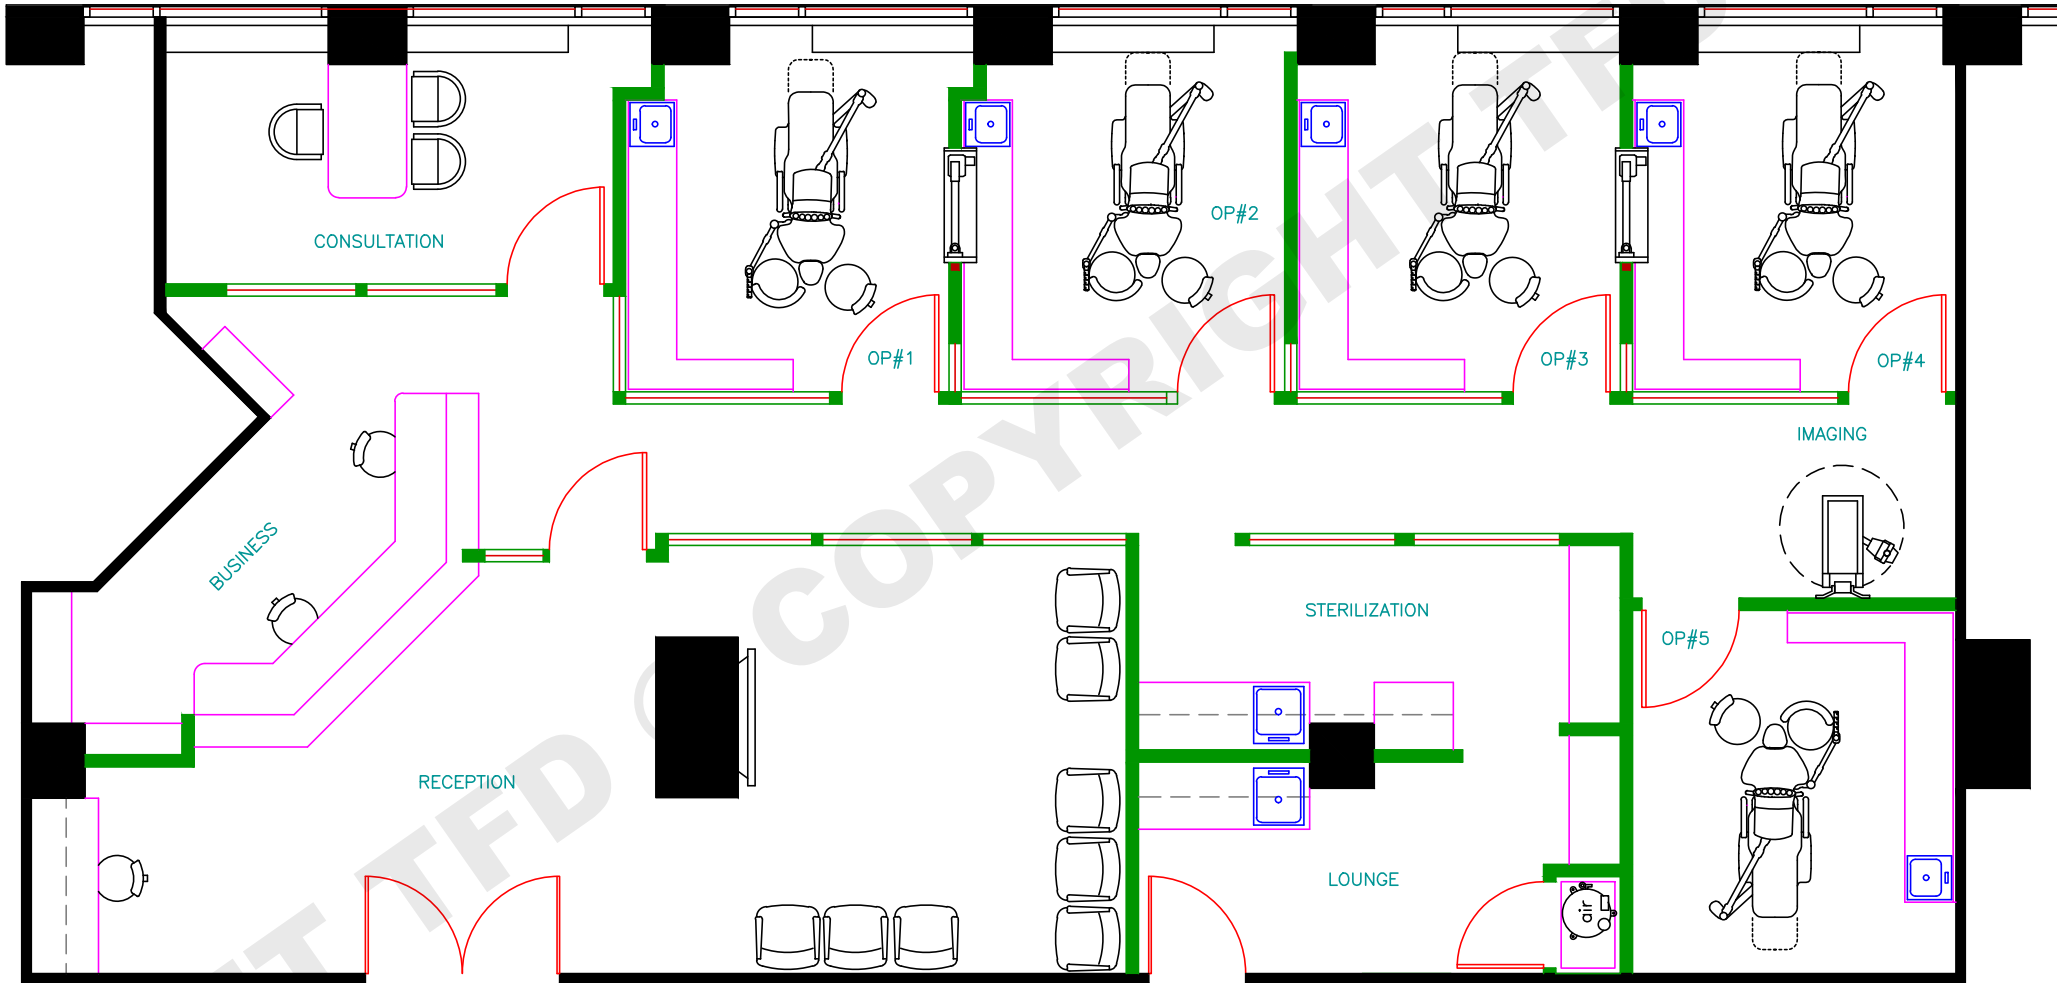 CONSULTATION
OP#2
OP#1
OP#3
OP#4
IMAGING
BUSINESS
STERILIZATION
OP#5
RECEPTION
LOUNGE
air
TFD © COPYRIGHT TFD